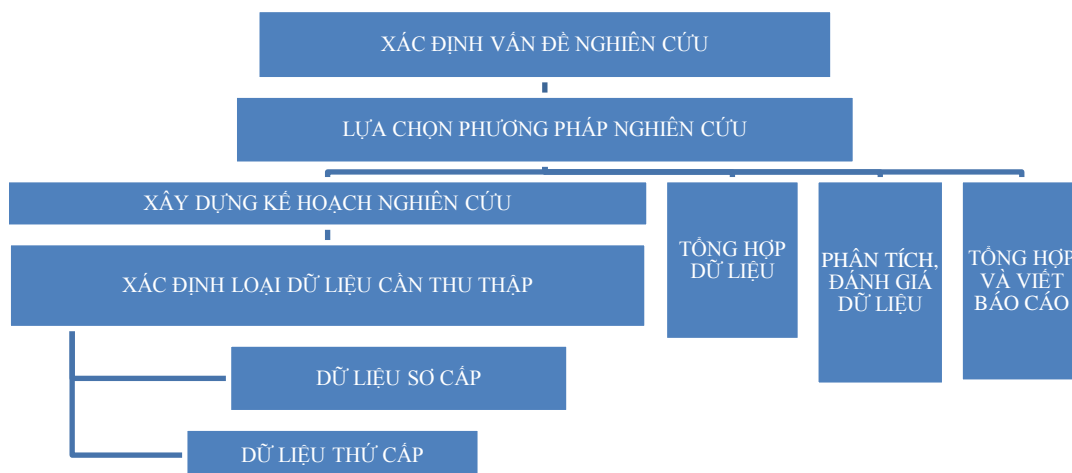 XÁC ĐỊNH VẤN ĐỀ NGHIÊN CỨU
LỰA CHỌN PHƯƠNG PHÁP NGHIÊN CỨU
XÂY DỰNG KẾ HOẠCH NGHIÊN CỨU
XÁC ĐỊNH LOẠI DỮ LIỆU CẦN THU THẬP
DỮ LIỆU SƠ CẤP
DỮ LIỆU THỨ CẤP
TỔNG HỢP
DỮ LIỆU
PHÂN TÍCH,
ĐÁNH GIÁ
DỮ LIỆU
TỔNG HỢP
VÀ VIẾT
BÁO CÁO